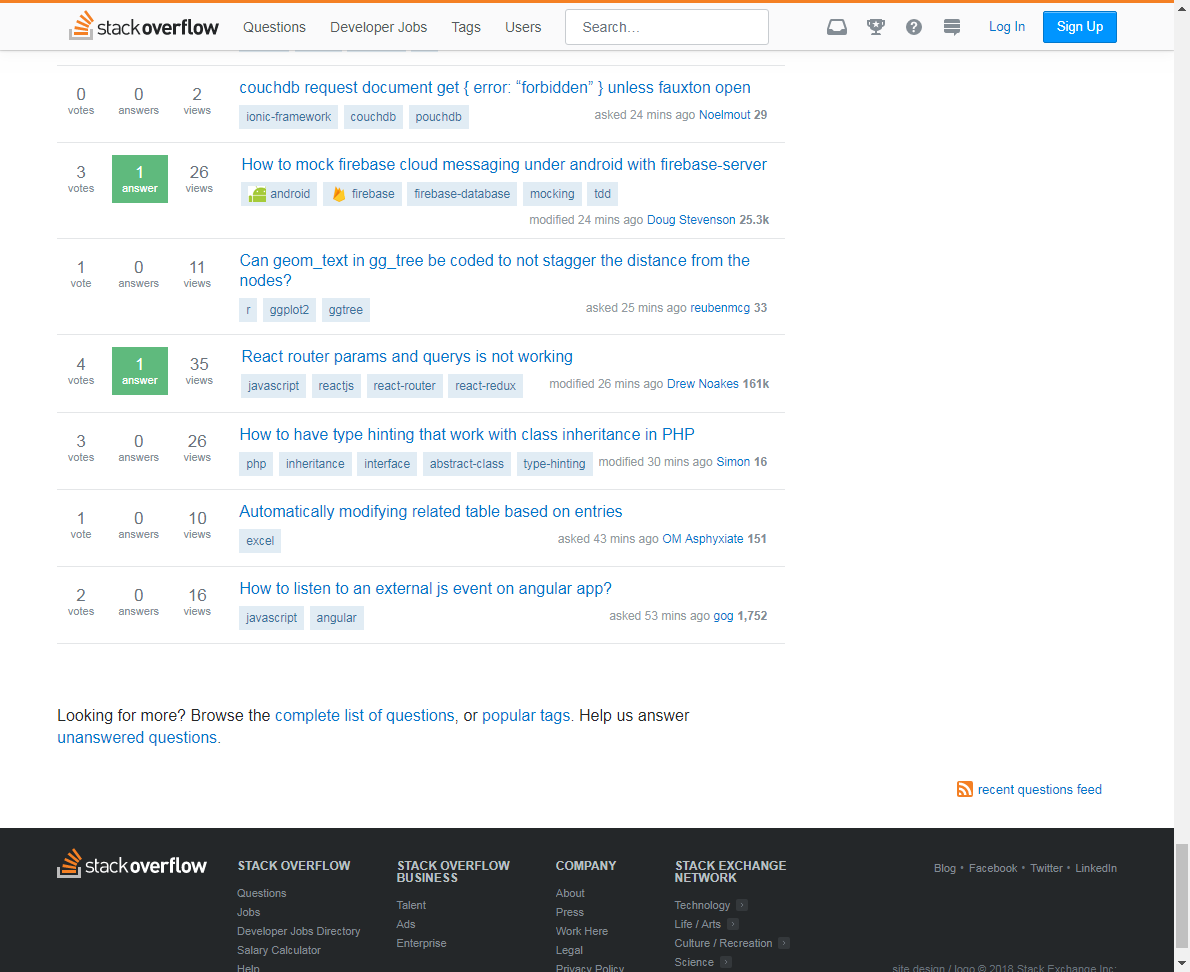 stackoverflow Questions Developer Jobs Tags Users Search... Log In Sign Up
0 votes 0 answers 2 views
couchdb request document get { error: “forbidden” } unless fauxton open
ionic-framework couchdb pouchdb
asked 24 mins ago Noelmout 29
3 votes 1 answer 26 views
How to mock firebase cloud messaging under android with firebase-server
android firebase firebase-database mocking tdd
modified 24 mins ago Doug Stevenson 25.3k
1 vote 0 answers 11 views
Can geom_text in gg_tree be coded to not stagger the distance from the
nodes?
r ggplot2 ggtree
asked 25 mins ago reubenmcg 33
4 votes 1 answer 35 views
React router params and querys is not working
javascript reactjs react-router react-redux
modified 26 mins ago Drew Noakes 161k
3 votes 0 answers 26 views
How to have type hinting that work with class inheritance in PHP
php inheritance interface abstract-class type-hinting
modified 30 mins ago Simon 16
1 vote 0 answers 10 views
Automatically modifying related table based on entries
excel
asked 43 mins ago OM Asphyxiate 151
2 votes 0 answers 16 views
How to listen to an external js event on angular app?
javascript angular
asked 53 mins ago gog 1,752
Looking for more? Browse the complete list of questions, or popular tags. Help us answer
unanswered questions.
recent questions feed
stackoverflow
STACK OVERFLOW
Questions
Jobs
Developer Jobs Directory
Salary Calculator
Help
STACK OVERFLOW
BUSINESS
Talent
Ads
Enterprise
COMPANY
About
Press
Work Here
Legal
Privacy Policy
STACK EXCHANGE
NETWORK
Technology
Life / Arts
Culture / Recreation
Science
Blog • Facebook • Twitter • LinkedIn
site design / logo © 2018 Stack Exchange Inc;